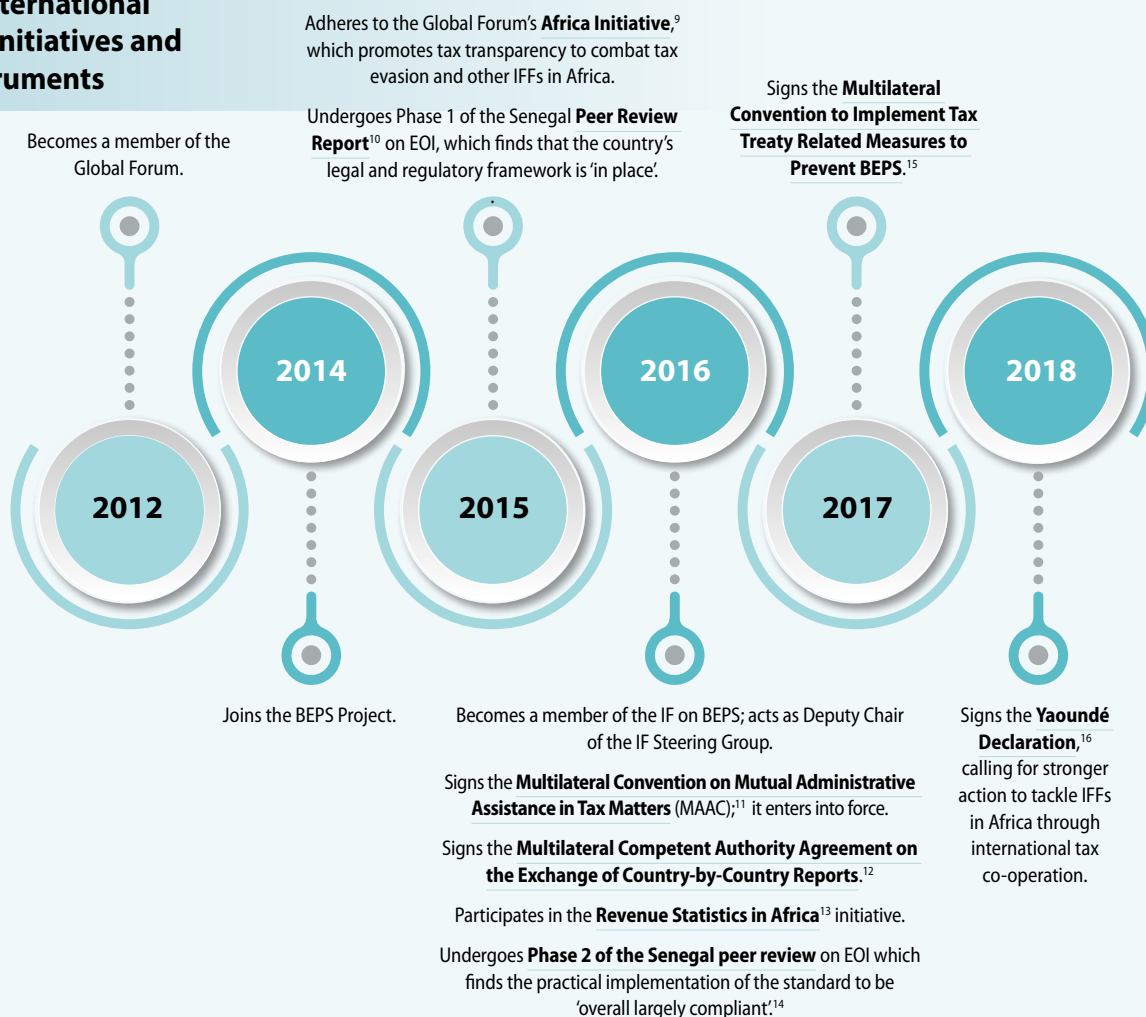 nitiatives and
Becomes a member of the
Global Forum.
2012
Joins the BEPS Project.
2014
Adheres to the Global Forum’s Africa Initiative,9
which promotes tax transparency to combat tax
evasion and other IFFs in Africa.
Undergoes Phase 1 of the Senegal Peer Review
Report10 on EOI, which finds that the country’s
legal and regulatory framework is ‘in place’.
2015
2016
Becomes a member of the IF on BEPS; acts as Deputy Chair
of the IF Steering Group.
Signs the Multilateral Convention on Mutual Administrative
Assistance in Tax Matters (MAAC);11 it enters into force.
Signs the Multilateral Competent Authority Agreement on
the Exchange of Country-by-Country Reports.12
Participates in the Revenue Statistics in Africa13 initiative.
Undergoes Phase 2 of the Senegal peer review on EOI which
finds the practical implementation of the standard to be
‘overall largely compliant’.14
Signs the Multilateral
Convention to Implement Tax
Treaty Related Measures to
Prevent BEPS.15
2017
2018
Signs the Yaoundé
Declaration,16
calling for stronger
action to tackle IFFs
in Africa through
international tax
co-operation.